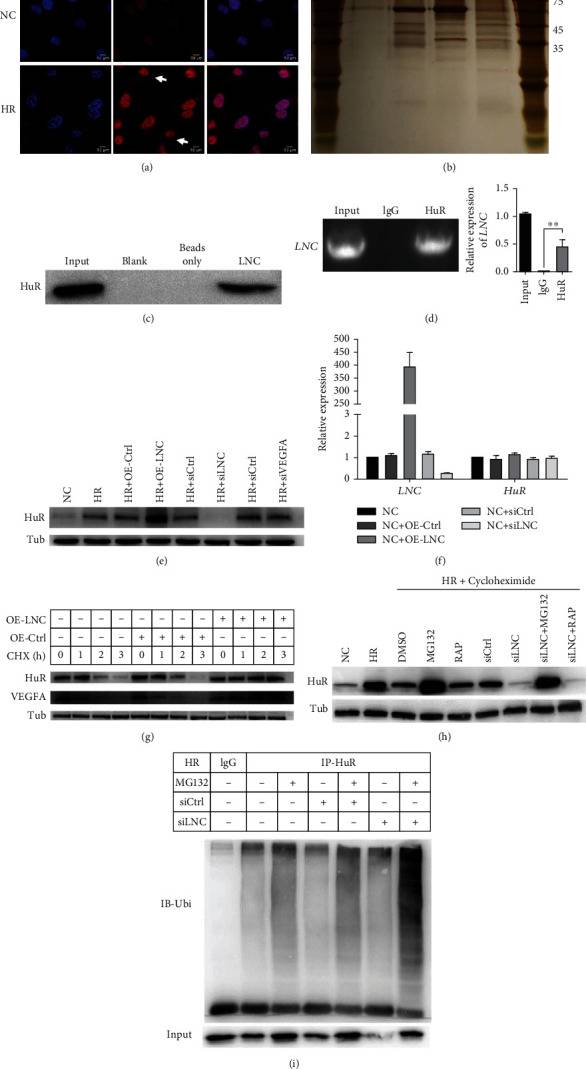 NC
HR
(a)
75
45
35
(b)
Input Blank Beads only LNC
HuR
(c)
Input IgG HuR
LNC
Relative expression of LNC
1.5
1.0
0.5
0.0
**
Input
IgG
HuR
(d)
NC
HR
HR+OE-Ctrl
HR+OE-LNC
HR+siCtrl
HR+siLNC
HR+siCtrl
HR+siVEGFA
HuR
Tub
(e)
Relative expression
500
450
400
350
300
250
3
2
1
0
LNC HuR
NC
NC+OE-Ctrl
NC+OE-LNC
NC+siCtrl
NC+siLNC
(f)
OE-LNC – – – – – – – – + + + +
OE-Ctrl – – – – + + + + – – – –
CHX (h) 0 1 2 3 0 1 2 3 0 1 2 3
HuR
VEGFA
Tub
(g)
HR + Cycloheximide
NC
HR
DMSO
MG132
RAP
siCtrl
siLNC
siLNC+MG132
siLNC+RAP
HuR
Tub
(h)
HR IgG IP-HuR
MG132 – – + – + – +
siCtrl – – – + + – –
siLNC – – – – – + +
IB-Ubi
Input
(i)